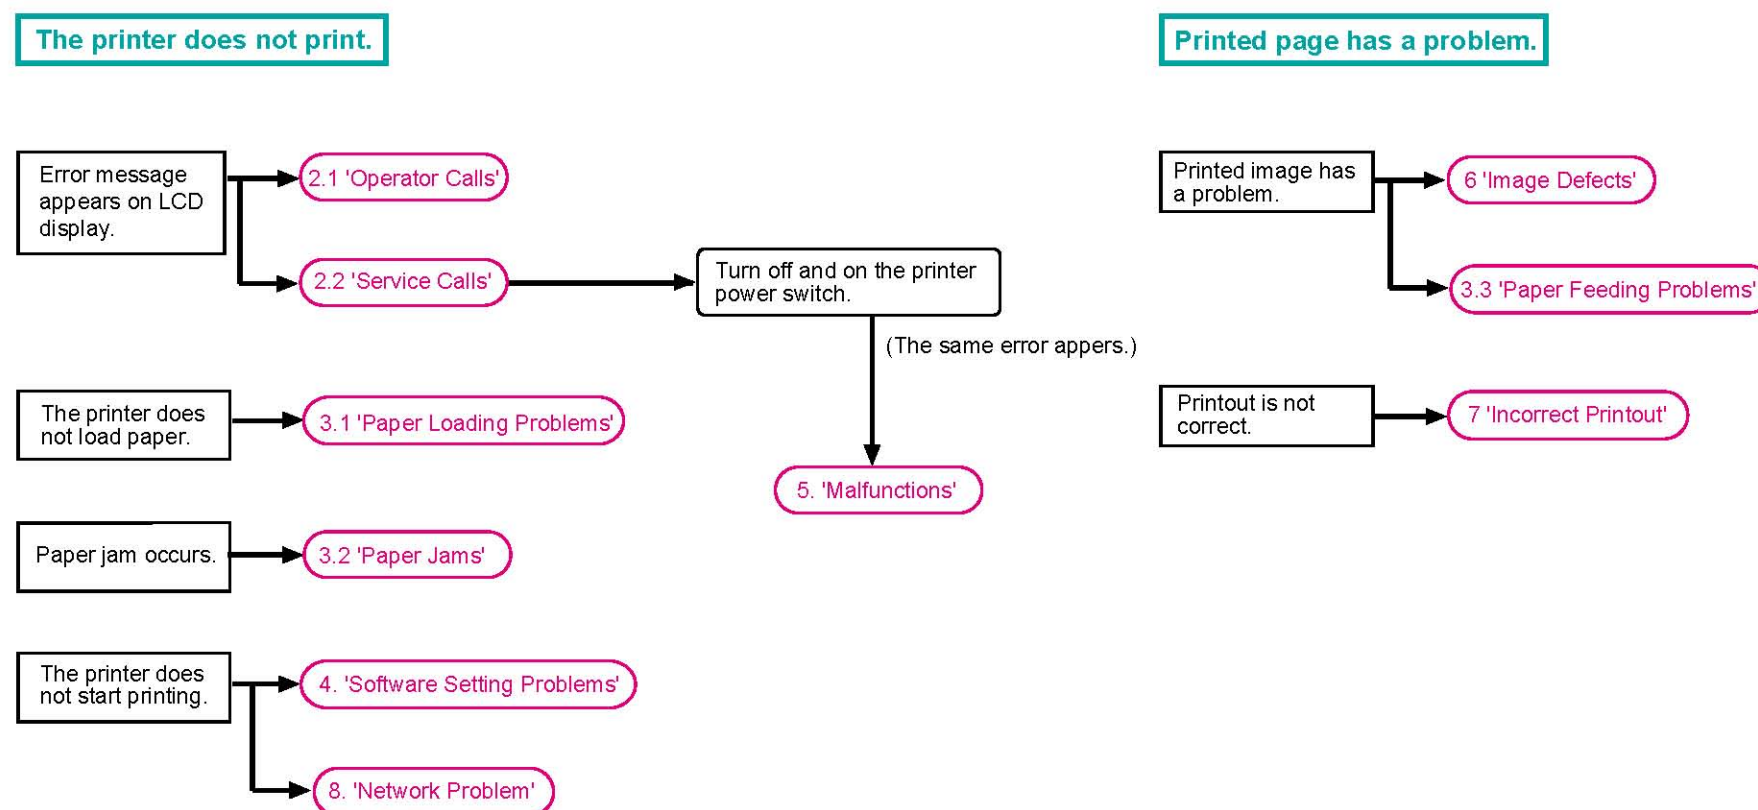 The printer does not print.
Error message
appears on LCD
display.
2.1 'Operator Calls'
2.2 'Service Calls'
Turn off and on the printer
power switch.
(The same error appers.)
5. 'Malfunctions'
The printer does
not load paper.
3.1 'Paper Loading Problems'
Paper jam occurs.
3.2 'Paper Jams'
The printer does
not start printing.
4. 'Software Setting Problems'
8. 'Network Problem'
Printed page has a problem.
Printed image has
a problem.
6 'Image Defects'
3.3 'Paper Feeding Problems'
Printout is not
correct.
7 'Incorrect Printout'